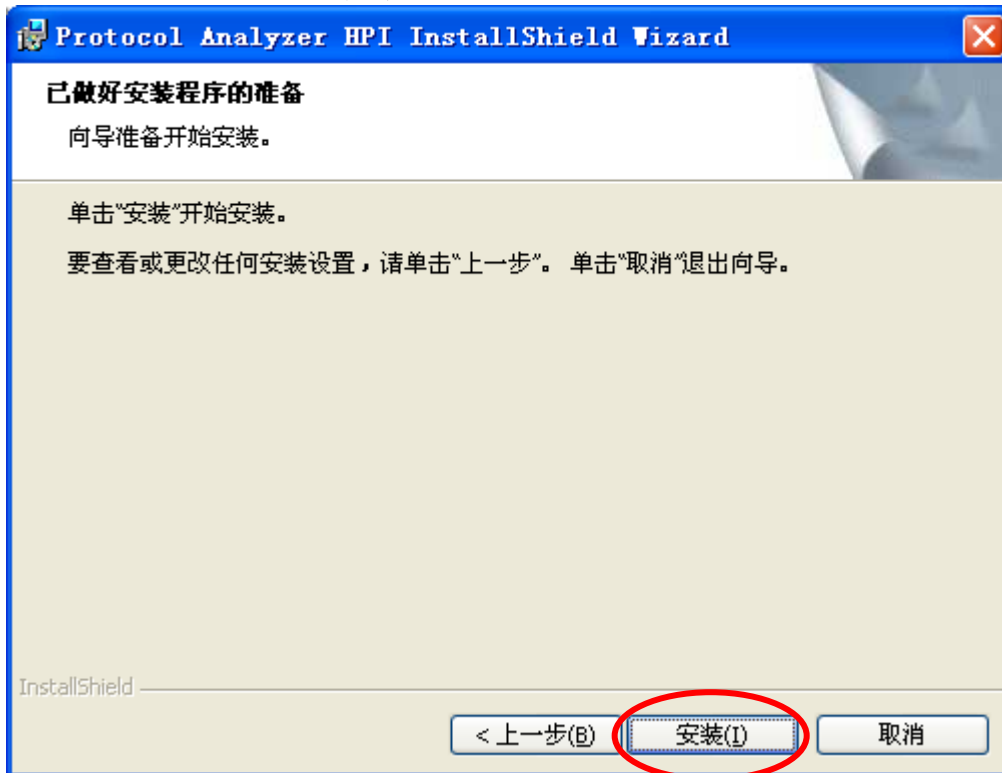 Protocol Analyzer HPI InstallShield Wizard
已做好安装程序的准备
向导准备开始安装。
单击"安装"开始安装。
要查看或更改任何安装设置，请单击"上一步"。 单击"取消"退出向导。
InstallShield
< 上一步(B) 安装(I) 取消